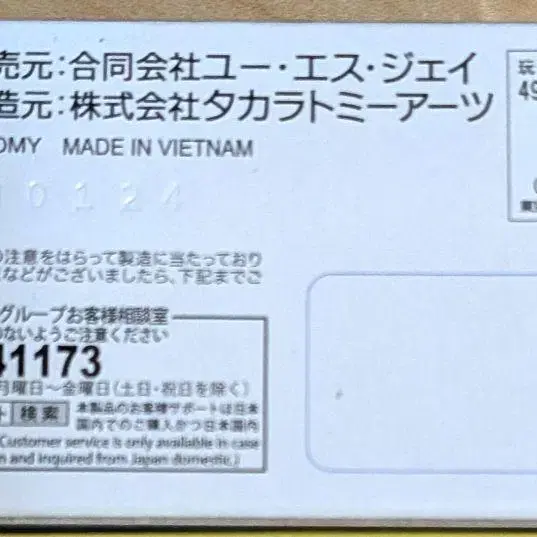 売元:合同会社ユー・エス・ジェイ
造元:株式会社タカラトミーアーツ
OMY MADE IN VIETNAM
0124
注意をはらって製造に当たっており
などがございましたら、下記までご
グループお客様相談室
のないようご注意ください
41173
月曜日～金曜日(土日・祝日を除く)
検索
本製品のお客様サポートは日本
国内でのご購入かつ日本国内
Customer service is only available in case
n and inquired from Japan domestic.)
玩
49